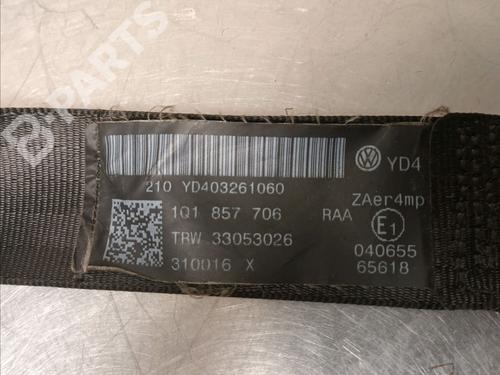 B-PARTS
YD4
210 YD403261060
ZAer4mp
1Q1 857 706 RAA
E1
TRW 33053026
040655
310016 X
65618